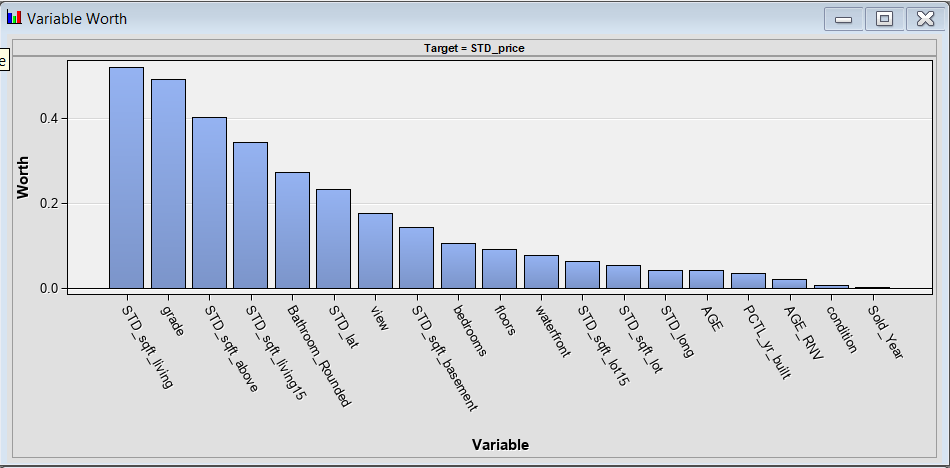 Variable Worth
e
Target = STD_price
Worth
0.4
0.2
0.0
STD_sqft_living
grade
STD_sqft_above
STD_sqft_living15
Bathroom_Rounded
STD_lat
view
STD_sqft_basement
bedrooms
floors
waterfront
STD_sqft_lot15
STD_sqft_lot
STD_long
AGE
PCTL_yr_built
AGE_RNV
condition
Sold_Year
Variable